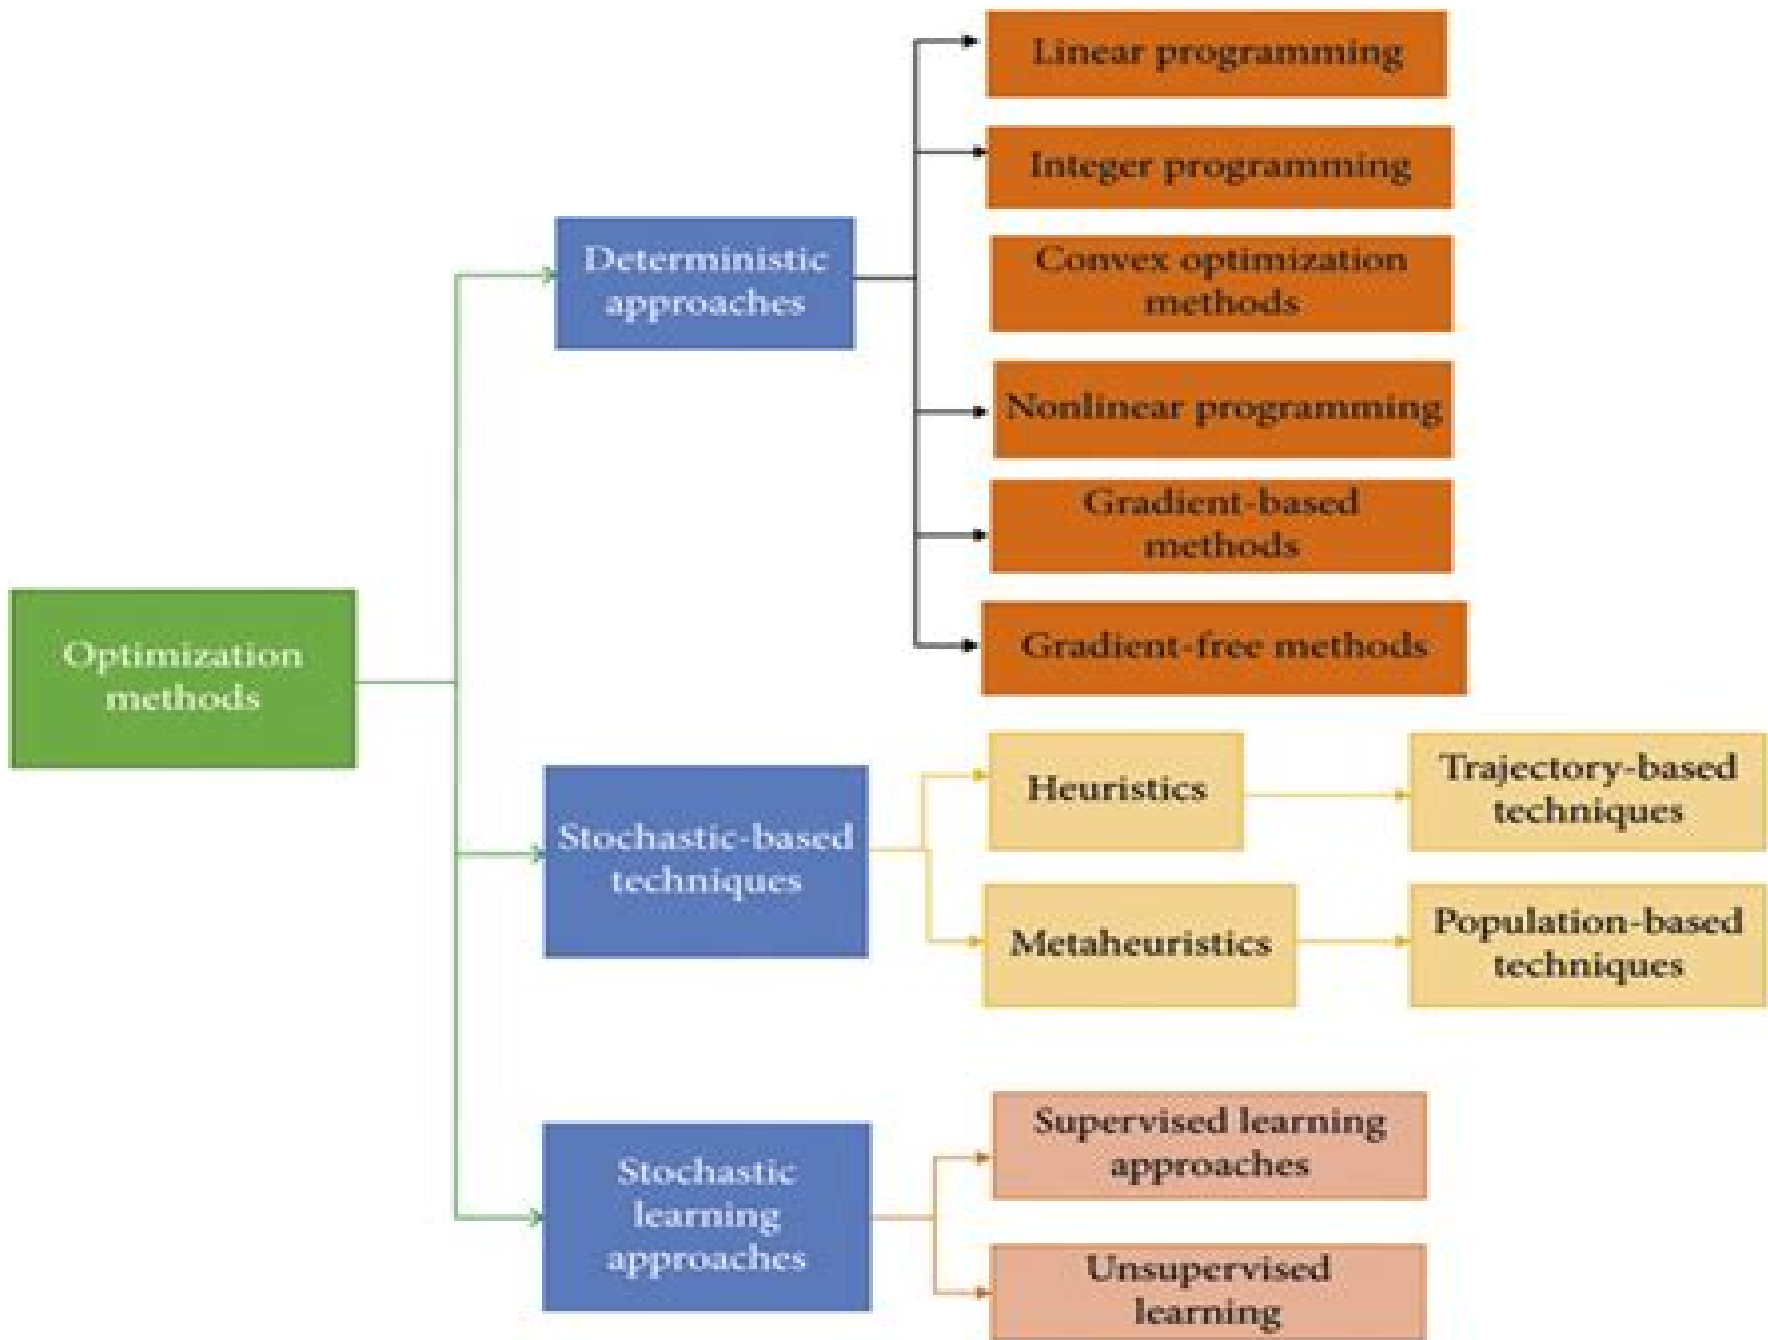 Linear programming
Integer programming
Deterministic
approaches
Convex optimization
methods
Nonlinear programming
Gradient-based
methods
Gradient-free methods
Optimization
methods
Stochastic-based
techniques
Heuristics
Trajectory-based
techniques
Metaheuristics
Population-based
techniques
Stochastic
learning
approaches
Supervised learning
approaches
Unsupervised
learning